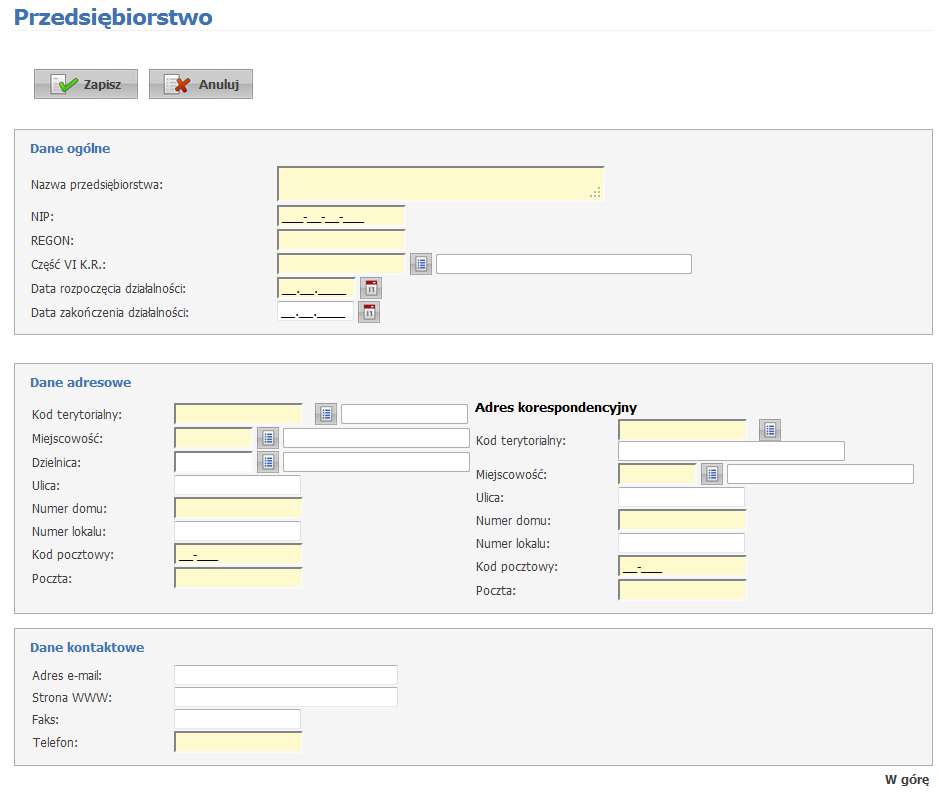 Przedsiębiorstwo
Zapisz Anuluj
Dane ogólne
Nazwa przedsiębiorstwa:
NIP: ___-__-__-___
REGON:
Część VI K.R.:
Data rozpoczęcia działalności: __.__.____
Data zakończenia działalności: __.__.____
Dane adresowe
Kod terytorialny:
Miejscowość:
Dzielnica:
Ulica:
Numer domu:
Numer lokalu:
Kod pocztowy: __-___
Poczta:
Adres korespondencyjny
Kod terytorialny:
Miejscowość:
Ulica:
Numer domu:
Numer lokalu:
Kod pocztowy: __-___
Poczta:
Dane kontaktowe
Adres e-mail:
Strona WWW:
Faks:
Telefon:
W górę